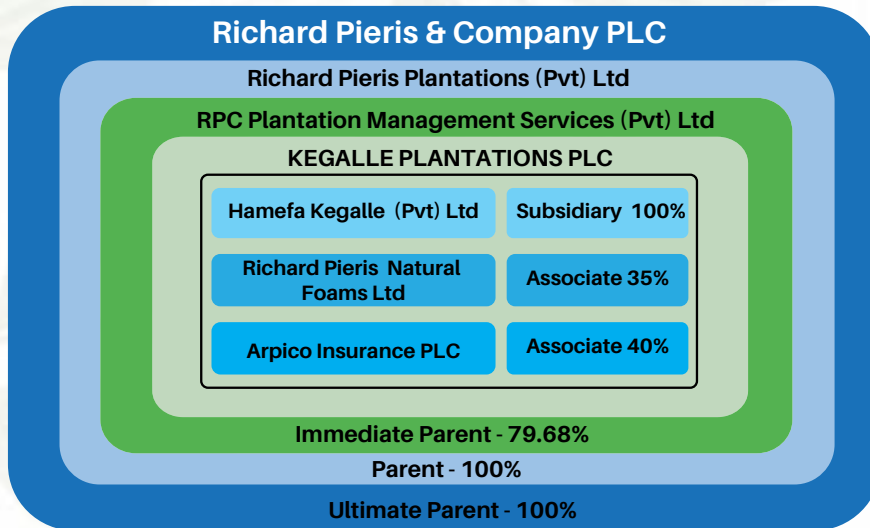 Richard Pieris & Company PLC
Richard Pieris Plantations (Pvt) Ltd
RPC Plantation Management Services (Pvt) Ltd
KEGALLE PLANTATIONS PLC
Hamefa Kegalle (Pvt) Ltd
Subsidiary 100%
Richard Pieris Natural
Foams Ltd
Associate 35%
Arpico Insurance PLC
Associate 40%
Immediate Parent - 79.68%
Parent - 100%
Ultimate Parent - 100%